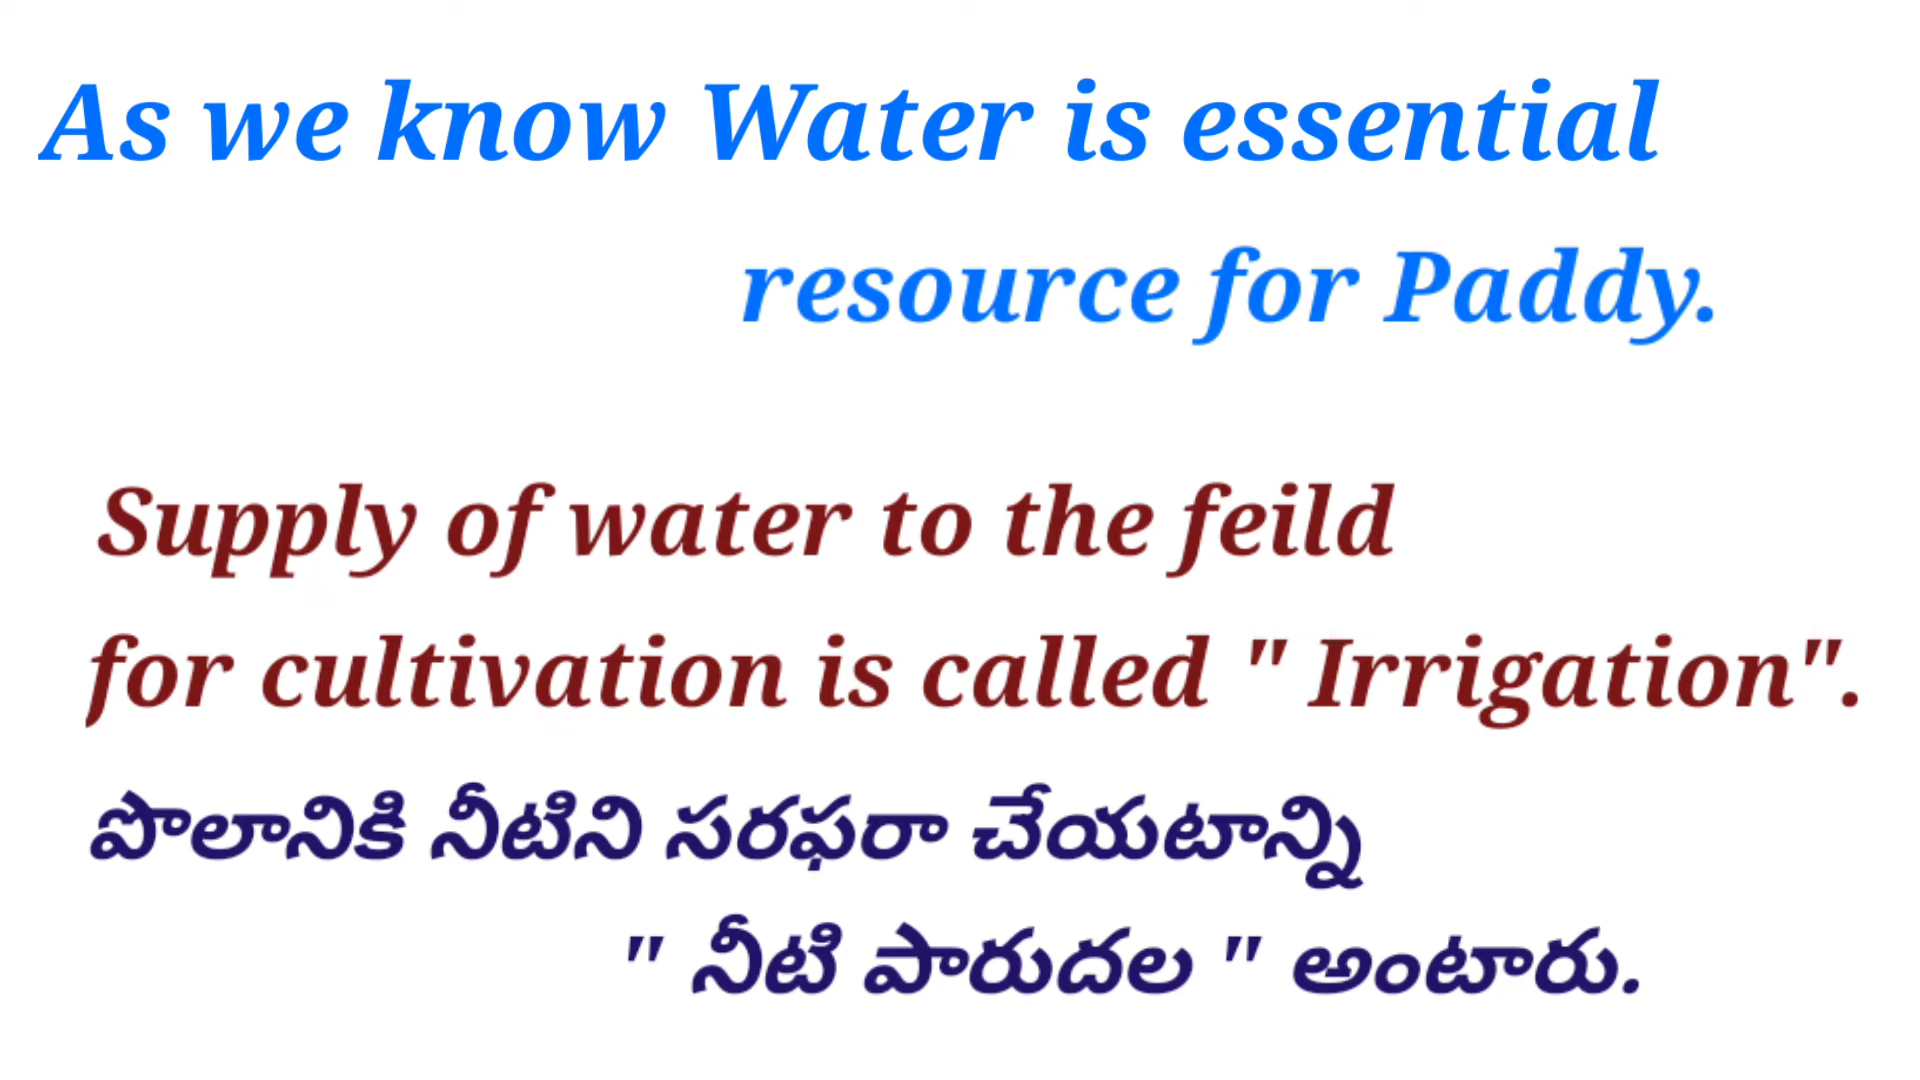 As we know Water is essential
resource for Paddy.
Supply of water to the feild
for cultivation is called " Irrigation".
పొలానికి నీటిని సరఫరా చేయటాన్ని
" నీటి పారుదల " అంటారు.